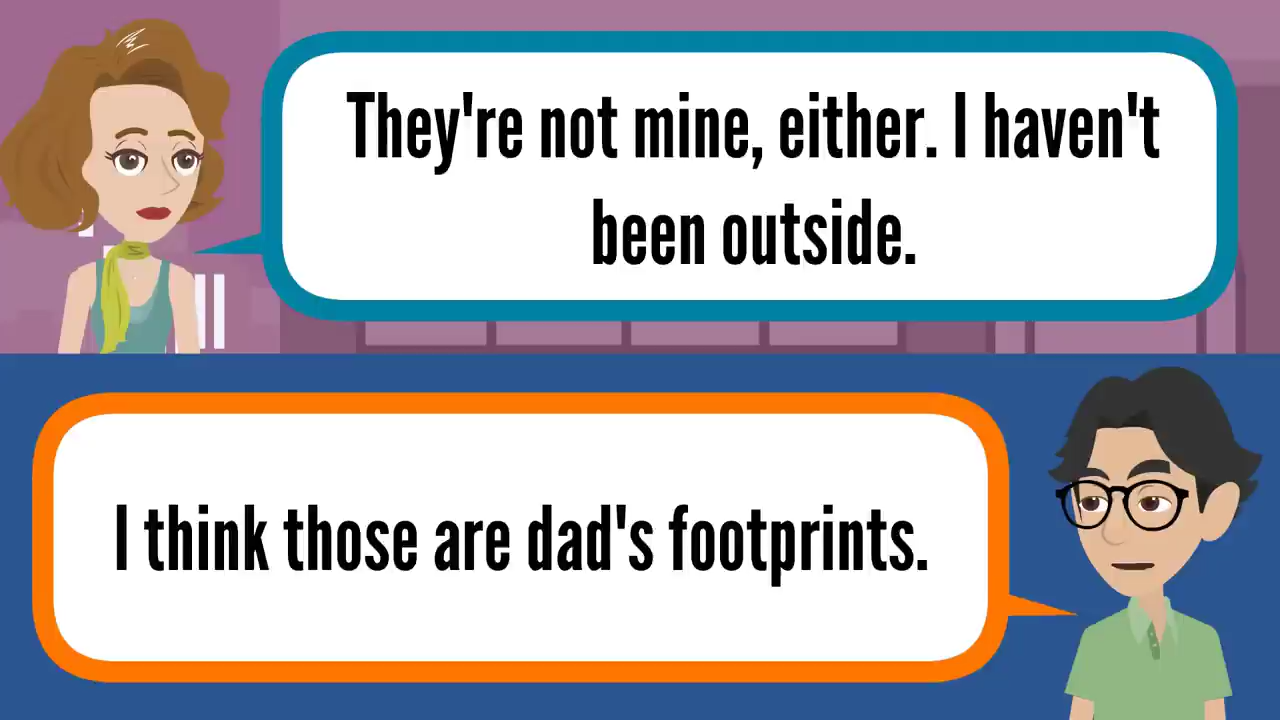 They're not mine, either. I haven't
been outside.
I think those are dad's footprints.